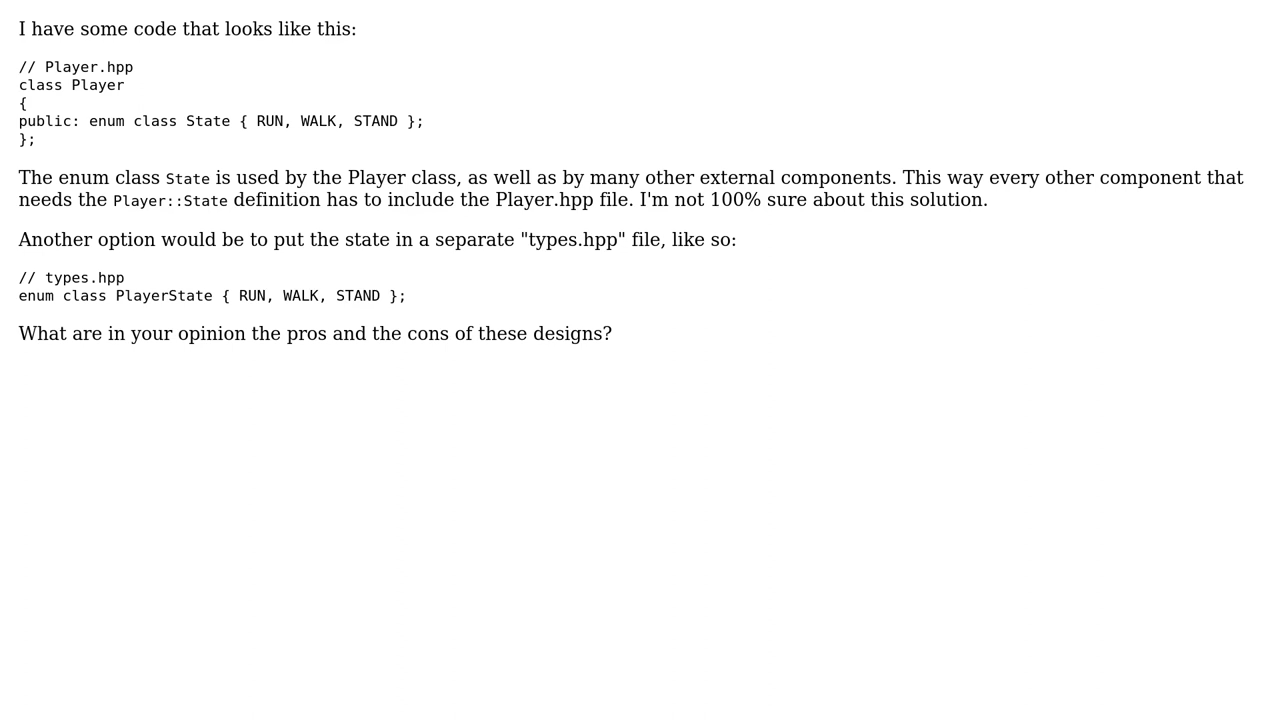 I have some code that looks like this:
// Player.hpp
class Player
{
public: enum class State { RUN, WALK, STAND };
};
The enum class State is used by the Player class, as well as by many other external components. This way every other component that
needs the Player::State definition has to include the Player.hpp file. I'm not 100% sure about this solution.
Another option would be to put the state in a separate "types.hpp" file, like so:
// types.hpp
enum class PlayerState { RUN, WALK, STAND };
What are in your opinion the pros and the cons of these designs?